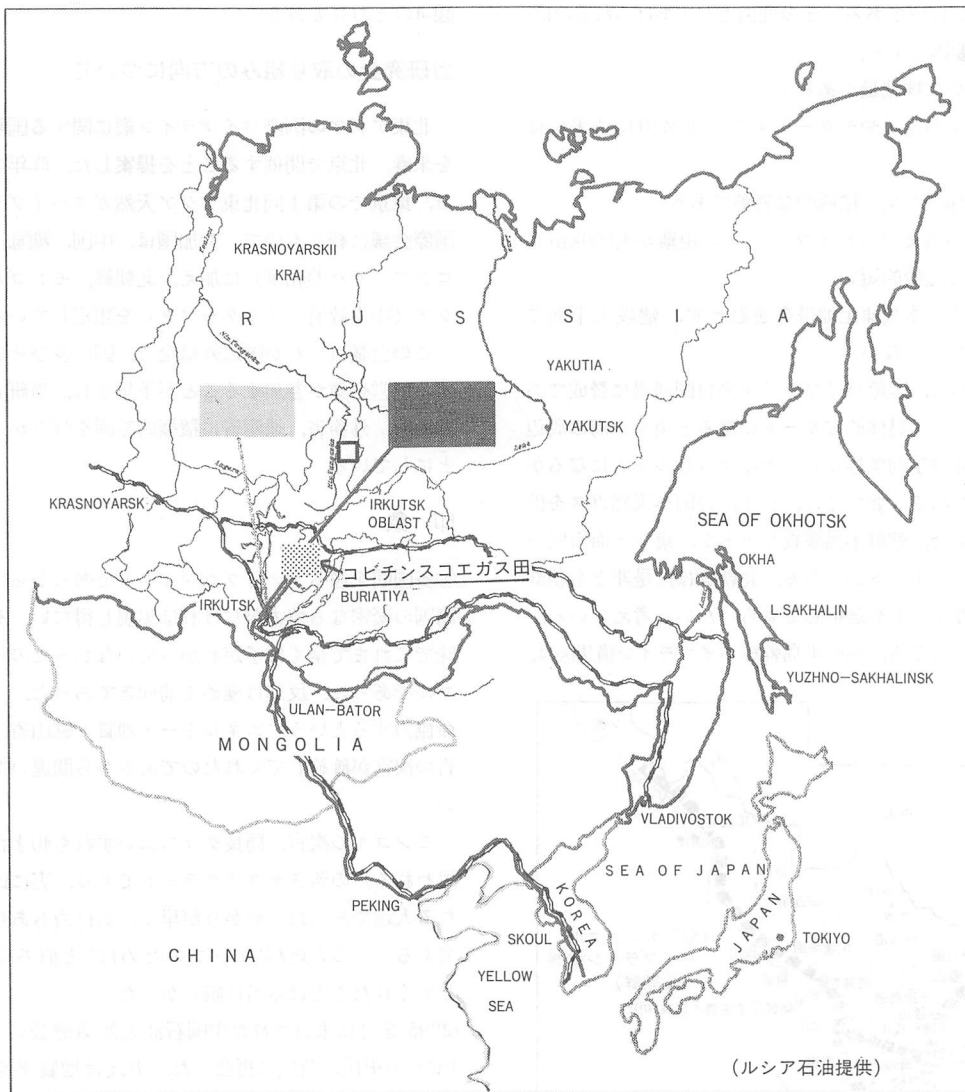 KRASNOYARSKII
KRAI
R U S S I A
YAKUTIA
YAKUTSK
KRASNOYARSK
IRKUTSK
OBLAST
SEA OF OKHOTSK
OKHA
コビチンスコエガス田
BURIATIYA
IRKUTSK
L.SAKHALIN
YUZHNO-SAKHALINSK
ULAN-BATOR
MONGOLIA
VLADIVOSTOK
SEA OF JAPAN
KOREA
JAPAN
PEKING
SKOUL
TOKIYO
CHINA
YELLOW
SEA
(ルシア石油提供)